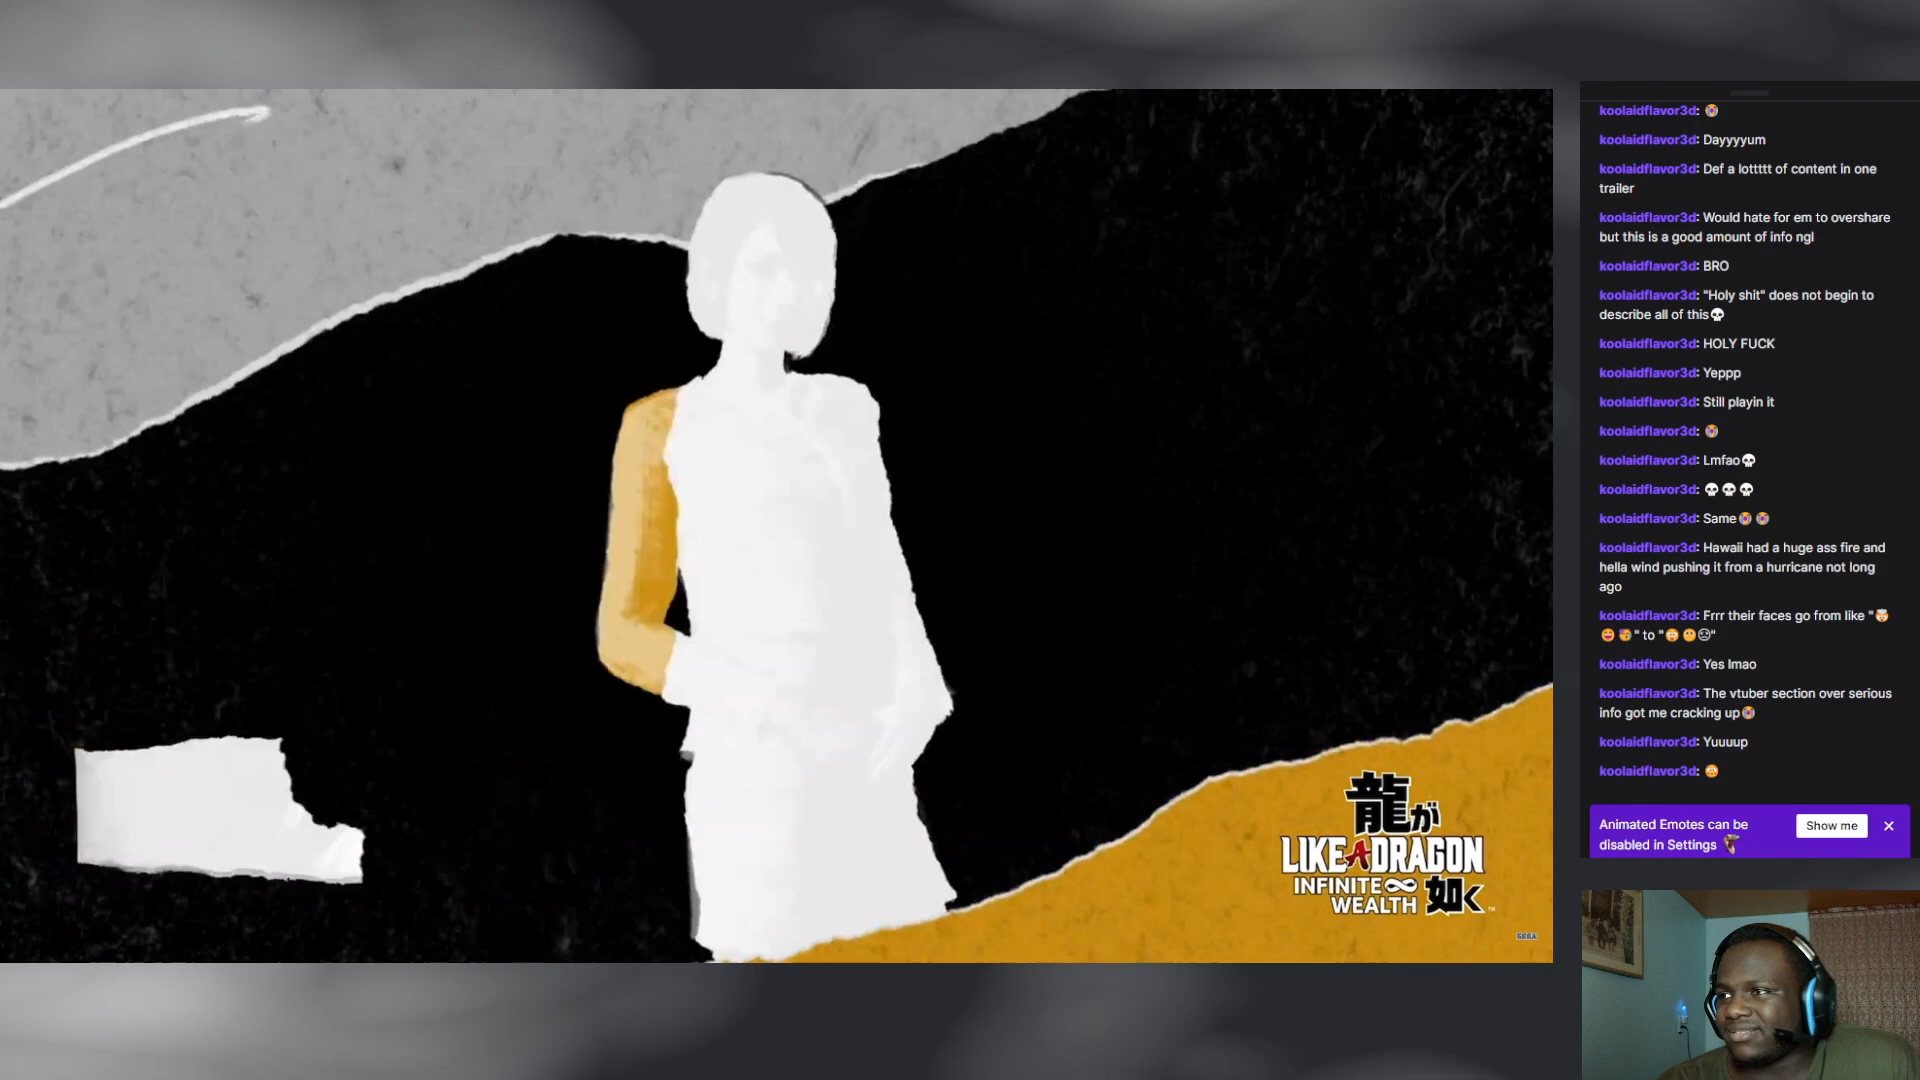 koolaidflavor3d: 😭
koolaidflavor3d: Dayyyyum
koolaidflavor3d: Def a lottttt of content in one
trailer
koolaidflavor3d: Would hate for em to overshare
but this is a good amount of info ngl
koolaidflavor3d: BRO
koolaidflavor3d: "Holy shit" does not begin to
describe all of this💀
koolaidflavor3d: HOLY FUCK
koolaidflavor3d: Yeppp
koolaidflavor3d: Still playin it
koolaidflavor3d: 😭
koolaidflavor3d: Lmfao💀
koolaidflavor3d: 💀💀💀
koolaidflavor3d: Same😭😭
koolaidflavor3d: Hawaii had a huge ass fire and
hella wind pushing it from a hurricane not long
ago
koolaidflavor3d: Frrr their faces go from like "🤯
😄🥳" to "😳😶😨"
koolaidflavor3d: Yes lmao
koolaidflavor3d: The vtuber section over serious
info got me cracking up😭
koolaidflavor3d: Yuuuup
koolaidflavor3d: 😳
Animated Emotes can be
disabled in Settings
Show me
龍が
LIKE A DRAGON
INFINITE ∞
WEALTH 如く ™
SEGA